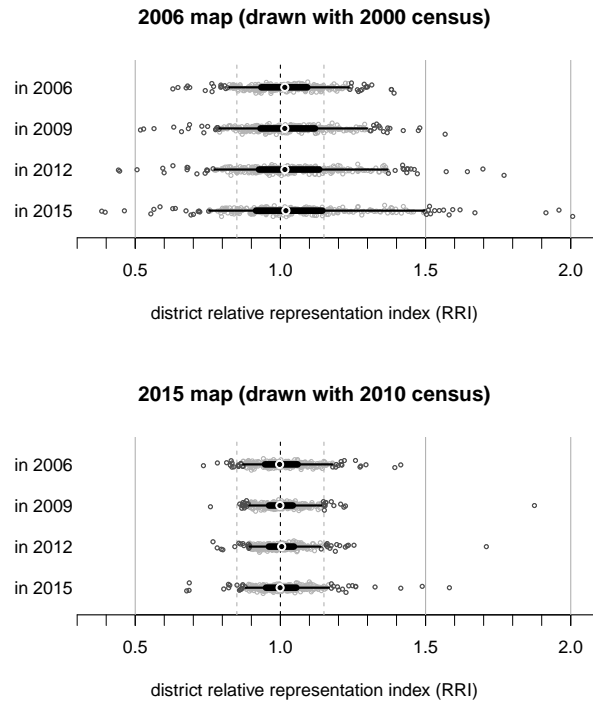 2006 map (drawn with 2000 census)
in 2006
in 2009
in 2012
in 2015
0.5 1.0 1.5 2.0
district relative representation index (RRI)
2015 map (drawn with 2010 census)
in 2006
in 2009
in 2012
in 2015
0.5 1.0 1.5 2.0
district relative representation index (RRI)